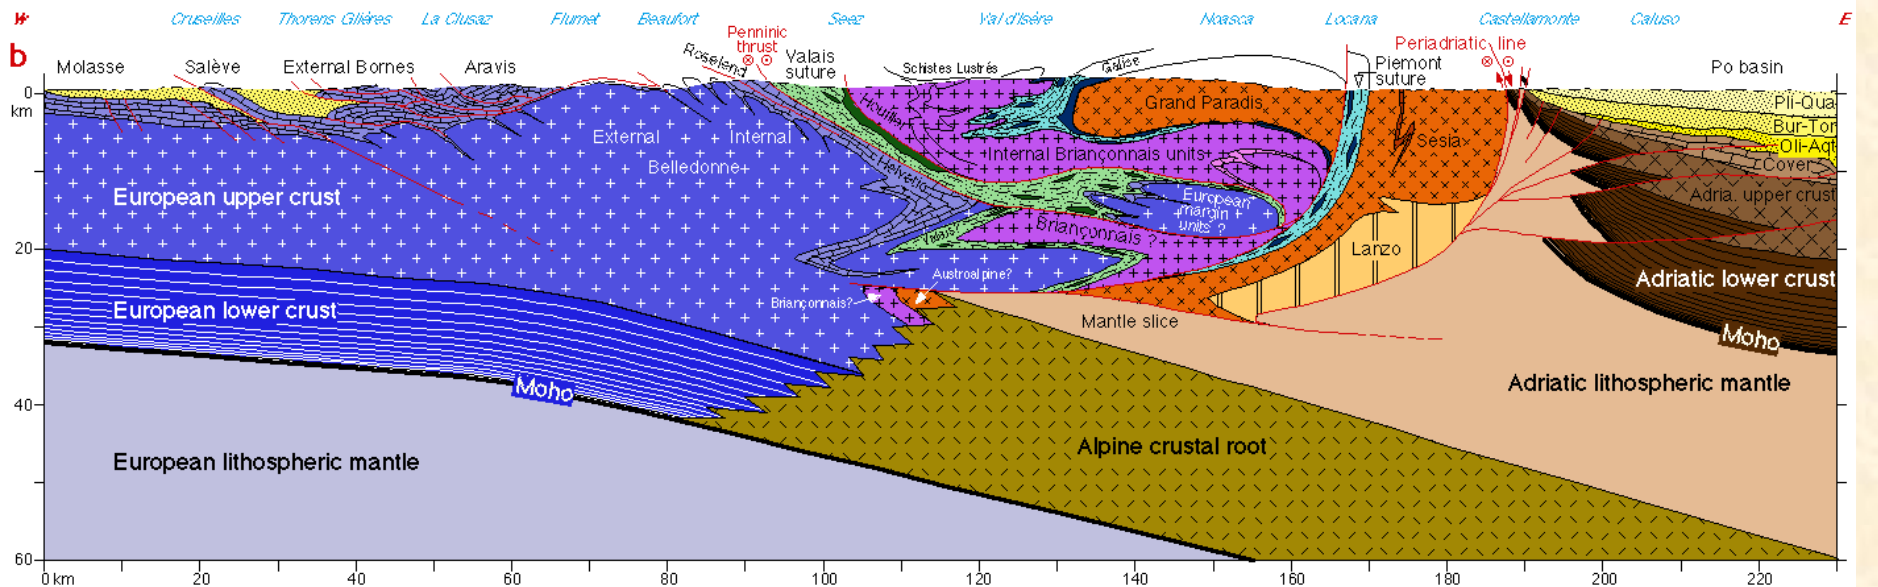 W Cruseilles Thorens Glières La Clusaz Flumet Beaufort Seez Val d'Isère Noasca Locana Castellamonte Caluso E
b
Molasse Salève External Bornes Aravis
Roselend
Penninic
thrust
Valais
suture
Schistes Lustrés
Galise
Piemont
suture
Periadriatic line
Po basin
0
km
20
40
60
External Internal
Belledonne
Houiller
Helvetic
Valais
Grand Paradis
Internal Briançonnais units
European
margin
units ?
Briançonnais ?
Sesia
Lanzo
Pli-Qua
Bur-Tor
Oli-Aqt
Cover
Adria. upper crust
Adriatic lower crust
Moho
European upper crust
European lower crust
Moho
European lithospheric mantle
Austroalpine?
Briançonnais?
Mantle slice
Alpine crustal root
Adriatic lithospheric mantle
0 km 20 40 60 80 100 120 140 160 180 200 220